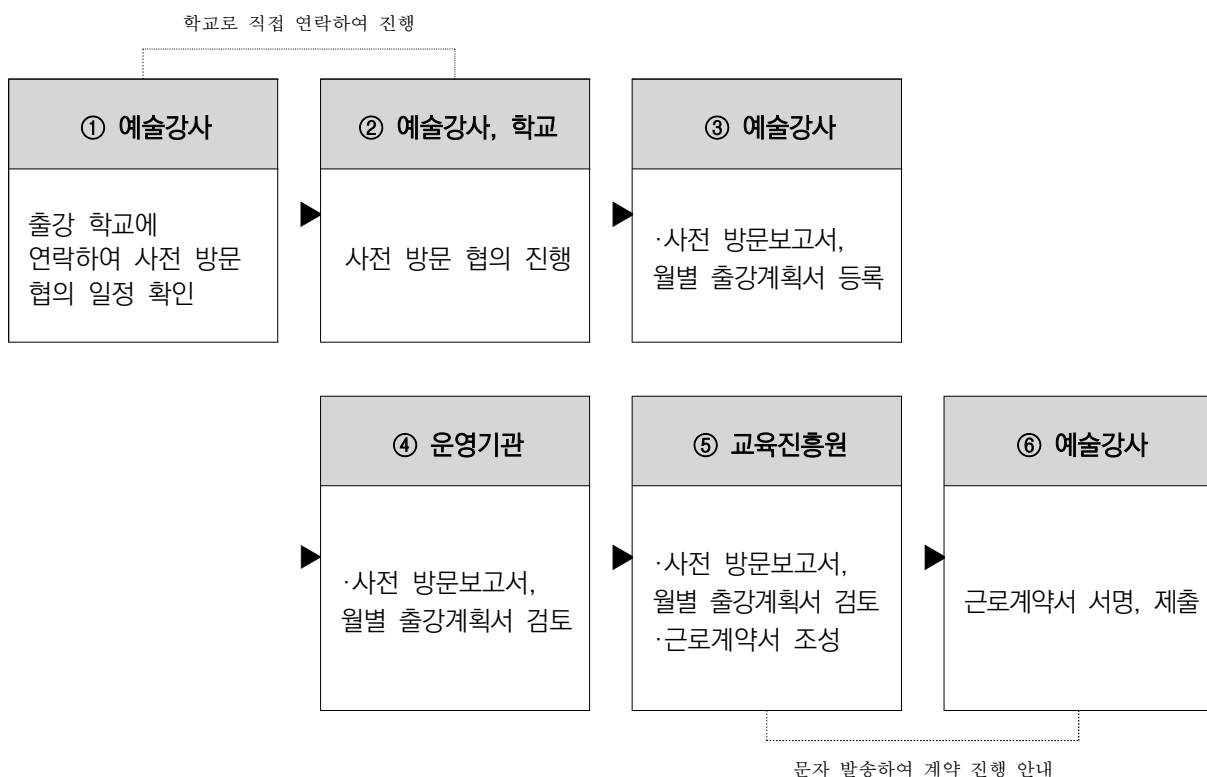 학교로 직접 연락하여 진행
① 예술강사
② 예술강사, 학교
③ 예술강사
출강 학교에
연락하여 사전 방문
협의 일정 확인
사전 방문 협의 진행
·사전 방문보고서,
월별 출강계획서 등록
④ 운영기관
⑤ 교육진흥원
⑥ 예술강사
·사전 방문보고서,
월별 출강계획서 검토
·사전 방문보고서,
월별 출강계획서 검토
·근로계약서 조성
근로계약서 서명, 제출
문자 발송하여 계약 진행 안내